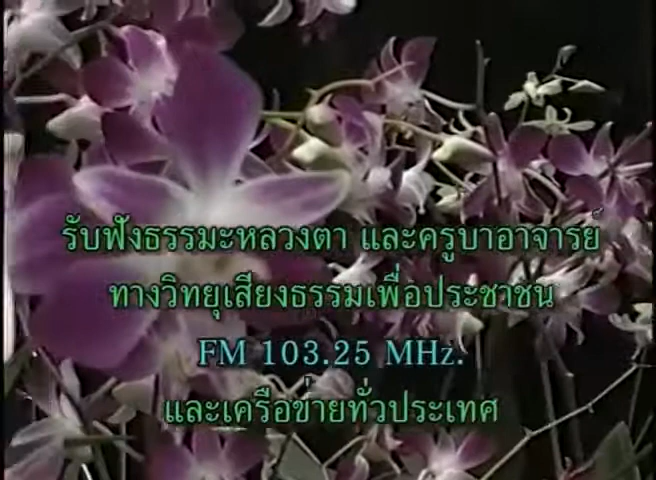 รับฟังธรรมะหลวงตา และครูบาอาจารย์
ทางวิทยุเสียงธรรมเพื่อประชาชน
FM 103.25 MHz.
และเครือข่ายทั่วประเทศ